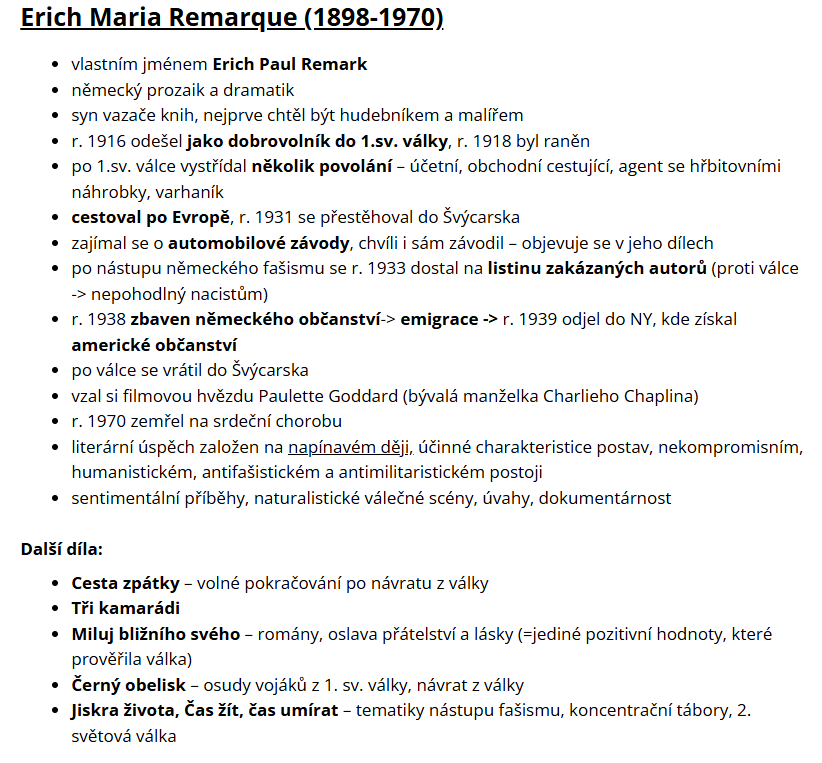 Erich Maria Remarque (1898-1970)
vlastním jménem Erich Paul Remark
německý prozaik a dramatik
syn vazače knih, nejprve chtěl být hudebníkem a malířem
r. 1916 odešel jako dobrovolník do 1.sv. války, r. 1918 byl raněn
po 1.sv. válce vystřídal několik povolání – účetní, obchodní cestující, agent se hřbitovními
náhrobky, varhaník
cestoval po Evropě, r. 1931 se přestěhoval do Švýcarska
zajímal se o automobilové závody, chvíli i sám závodil – objevuje se v jeho dílech
po nástupu německého fašismu se r. 1933 dostal na listinu zakázaných autorů (proti válce
-> nepohodlný nacistům)
r. 1938 zbaven německého občanství-> emigrace -> r. 1939 odjel do NY, kde získal
americké občanství
po válce se vrátil do Švýcarska
vzal si filmovou hvězdu Paulette Goddard (bývalá manželka Charlieho Chaplina)
r. 1970 zemřel na srdeční chorobu
literární úspěch založen na napínavém ději, účinné charakteristice postav, nekompromisním,
humanistickém, antifašistickém a antimilitaristickém postoji
sentimentální příběhy, naturalistické válečné scény, úvahy, dokumentárnost
Další díla:
Cesta zpátky – volné pokračování po návratu z války
Tři kamarádi
Miluj bližního svého – romány, oslava přátelství a lásky (=jediné pozitivní hodnoty, které
prověřila válka)
Černý obelisk – osudy vojáků z 1. sv. války, návrat z války
Jiskra života, Čas žít, čas umírat – tematiky nástupu fašismu, koncentrační tábory, 2.
světová válka